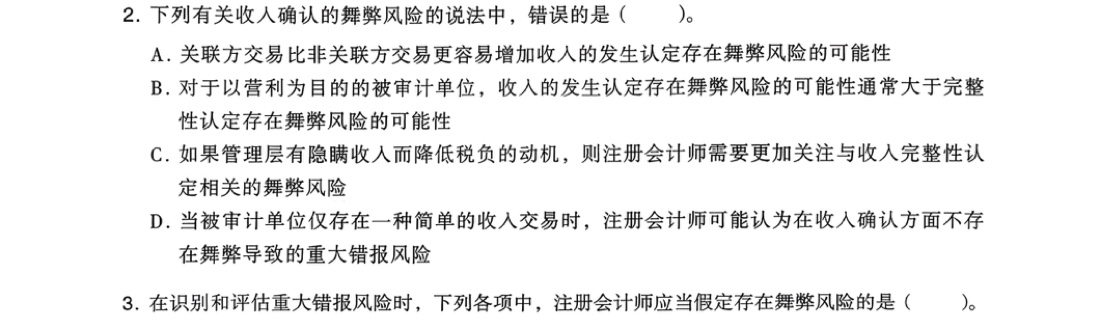 2. 下列有关收入确认的舞弊风险的说法中，错误的是（　　）。
A. 关联方交易比非关联方交易更容易增加收入的发生认定存在舞弊风险的可能性
B. 对于以营利为目的的被审计单位，收入的发生认定存在舞弊风险的可能性通常大于完整
性认定存在舞弊风险的可能性
C. 如果管理层有隐瞒收入而降低税负的动机，则注册会计师需要更加关注与收入完整性认
定相关的舞弊风险
D. 当被审计单位仅存在一种简单的收入交易时，注册会计师可能认为在收入确认方面不存
在舞弊导致的重大错报风险
3. 在识别和评估重大错报风险时，下列各项中，注册会计师应当假定存在舞弊风险的是（　　）。